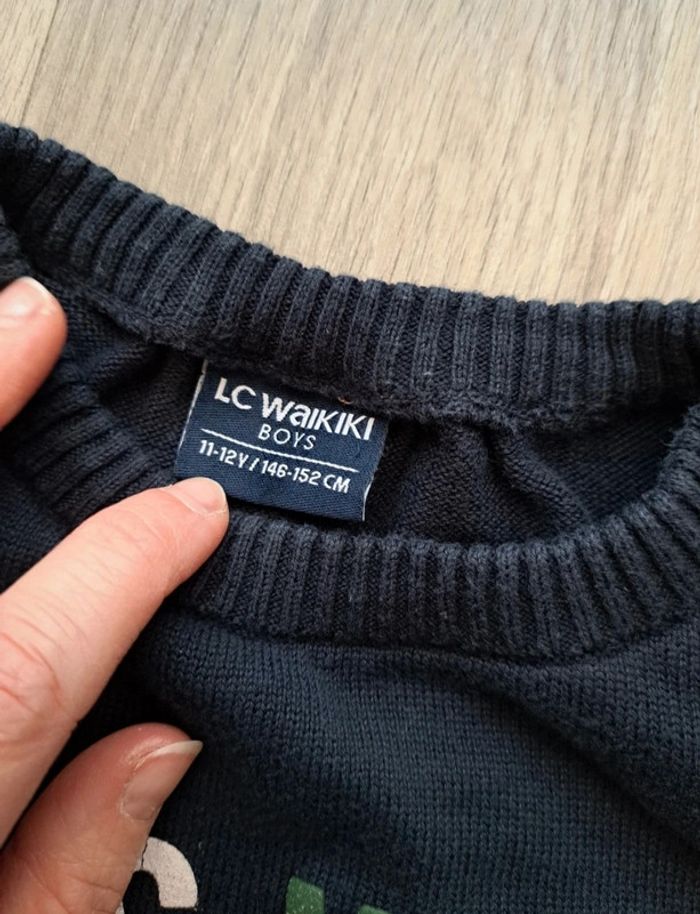 LC WAIKIKI
BOYS
11-12Y / 146-152 CM